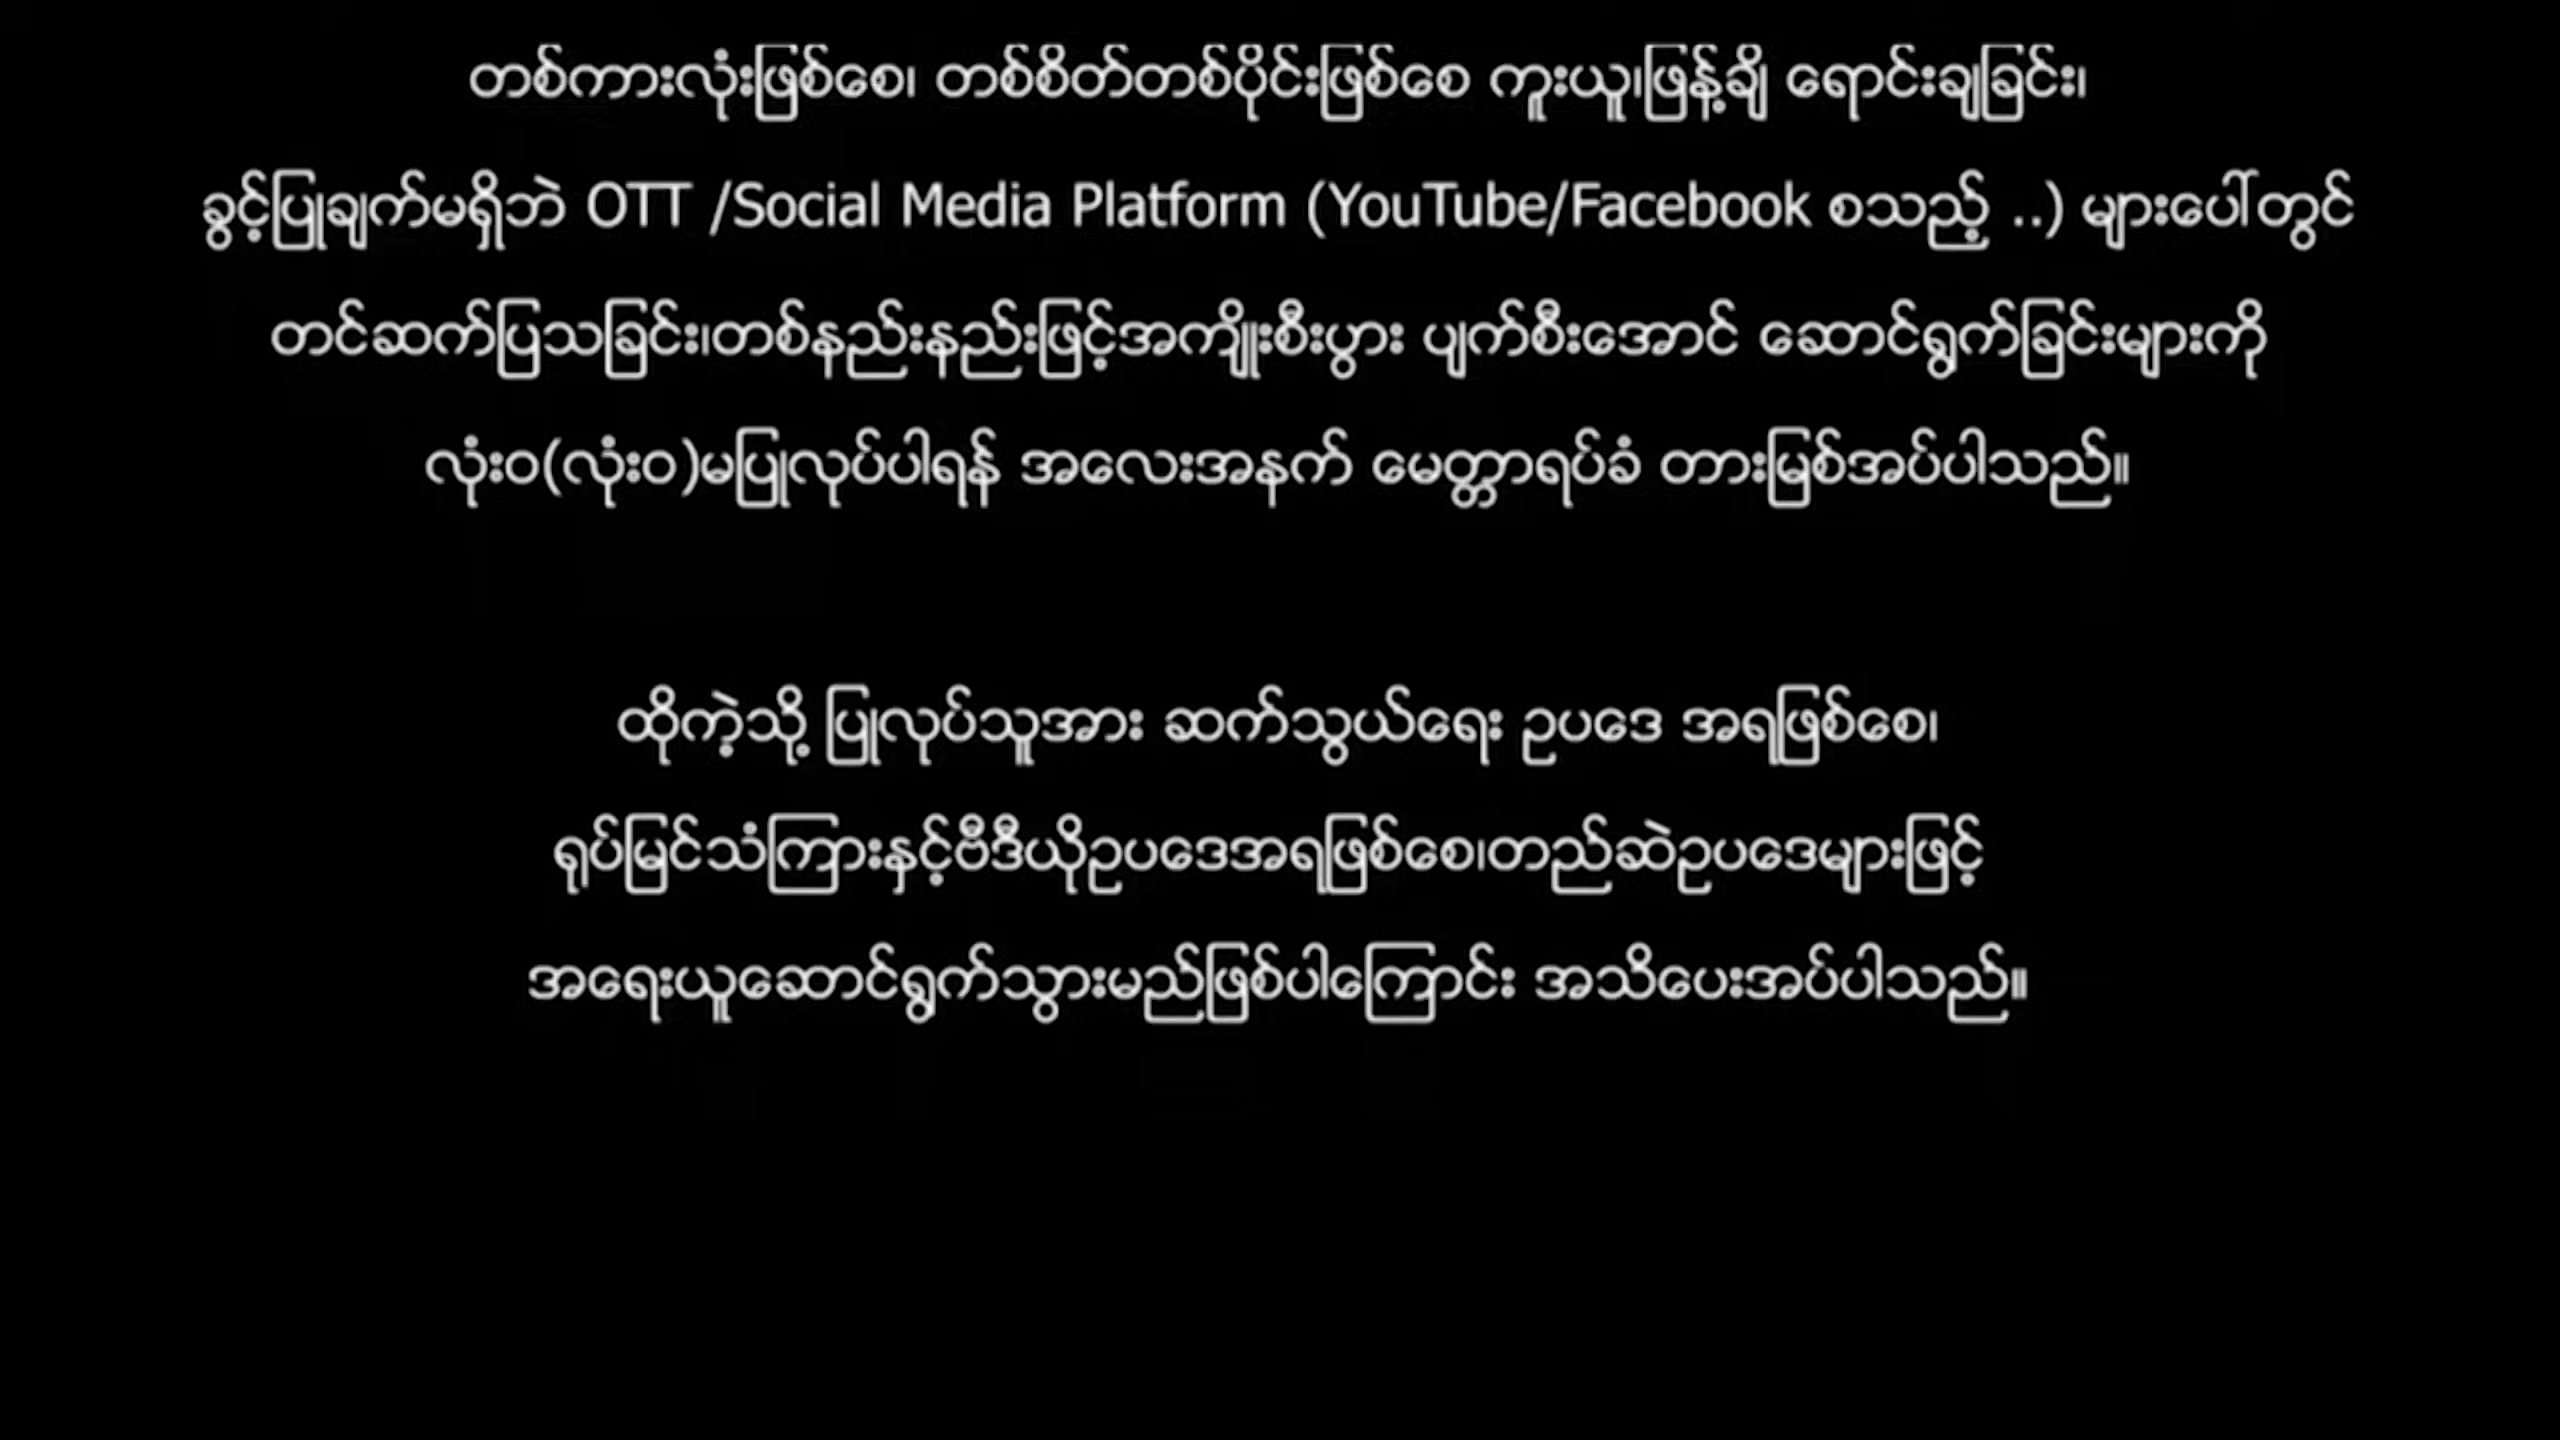 တစ်ကားလုံးဖြစ်စေ၊ တစ်စိတ်တစ်ပိုင်းဖြစ်စေ ကူးယူ၊ဖြန့်ချိ ရောင်းချခြင်း၊
ခွင့်ပြုချက်မရှိဘဲ OTT /Social Media Platform (YouTube/Facebook စသည့် ..) များပေါ်တွင်
တင်ဆက်ပြသခြင်း၊တစ်နည်းနည်းဖြင့်အကျိုးစီးပွား ပျက်စီးအောင် ဆောင်ရွက်ခြင်းများကို
လုံးဝ(လုံးဝ)မပြုလုပ်ပါရန် အလေးအနက် မေတ္တာရပ်ခံ တားမြစ်အပ်ပါသည်။
ထိုကဲ့သို့ ပြုလုပ်သူအား ဆက်သွယ်ရေး ဥပဒေ အရဖြစ်စေ၊
ရုပ်မြင်သံကြားနှင့်ဗီဒီယိုဥပဒေအရဖြစ်စေ၊တည်ဆဲဥပဒေများဖြင့်
အရေးယူဆောင်ရွက်သွားမည်ဖြစ်ပါကြောင်း အသိပေးအပ်ပါသည်။